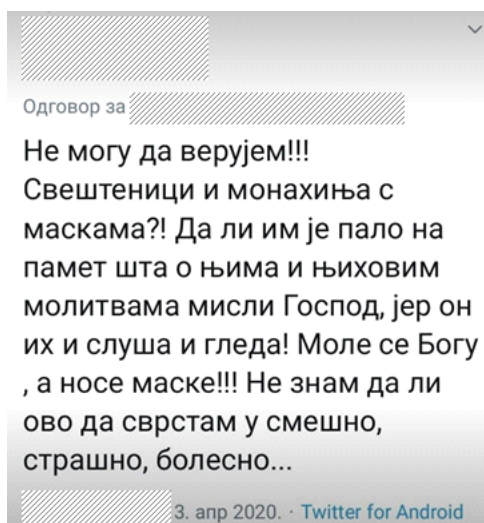 Одговор за
Не могу да верујем!!!
Свештеници и монахиња с
маскама?! Да ли им је пало на
памет шта о њима и њиховим
молитвама мисли Господ, јер он
их и слуша и гледа! Моле се Богу
, а носе маске!!! Не знам да ли
ово да сврстам у смешно,
страшно, болесно...
3. апр 2020. · Twitter for Android